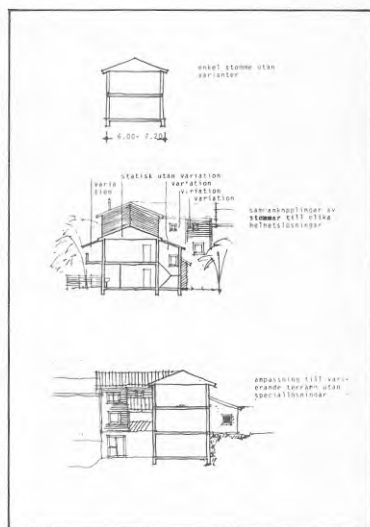 enkel stomme utan
varianter
6.00- 7.20
statisk utan variation
varia
tion
variation
variation
variation
sammankopplingar av
stommar till olika
helhetslösningar
anpassning till vari-
erande terräng utan
speciallösningar